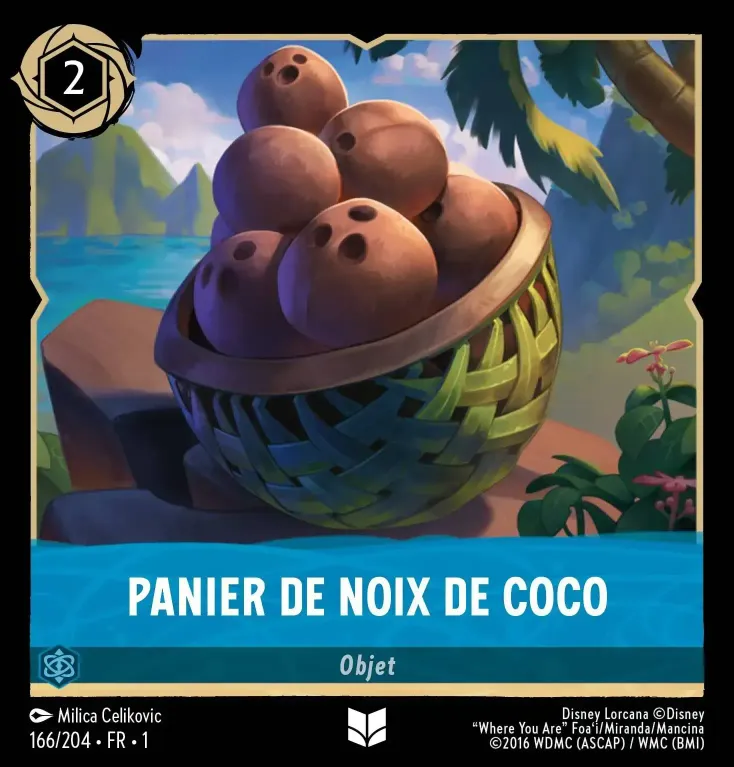 2
PANIER DE NOIX DE COCO
Objet
Milica Celikovic
166/204 • FR • 1
Disney Lorcana ©Disney
“Where You Are” Foa‘i/Miranda/Mancina
©2016 WDMC (ASCAP) / WMC (BMI)